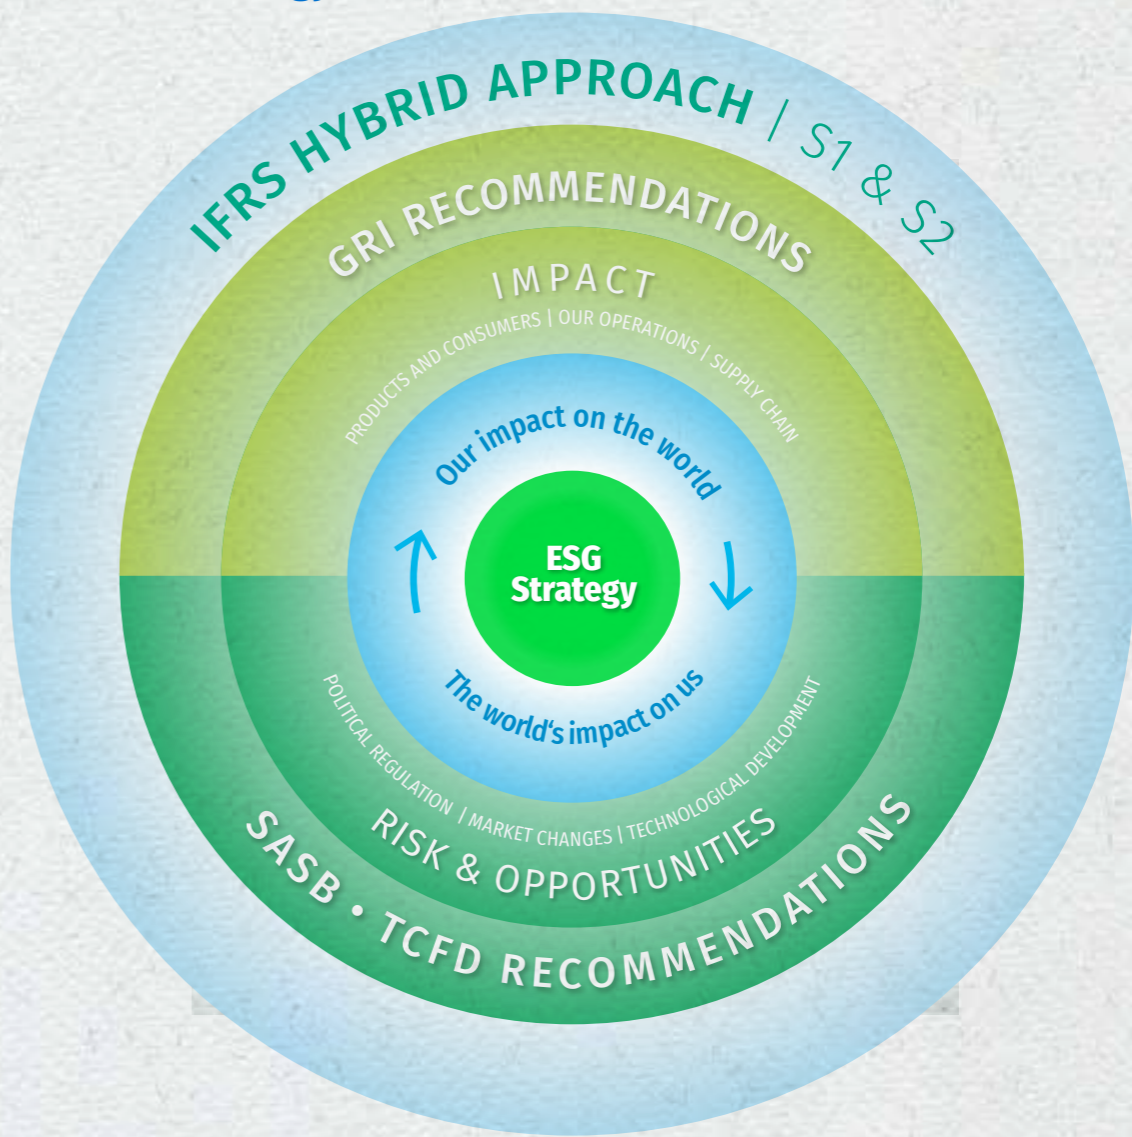 IFRS HYBRID APPROACH | S1 & S2
GRI RECOMMENDATIONS
IMPACT
PRODUCTS AND CONSUMERS | OUR OPERATIONS | SUPPLY CHAIN
Our impact on the world
ESG
Strategy
The world‘s impact on us
POLITICAL REGULATION | MARKET CHANGES | TECHNOLOGICAL DEVELOPMENT
RISK & OPPORTUNITIES
SASB • TCFD RECOMMENDATIONS